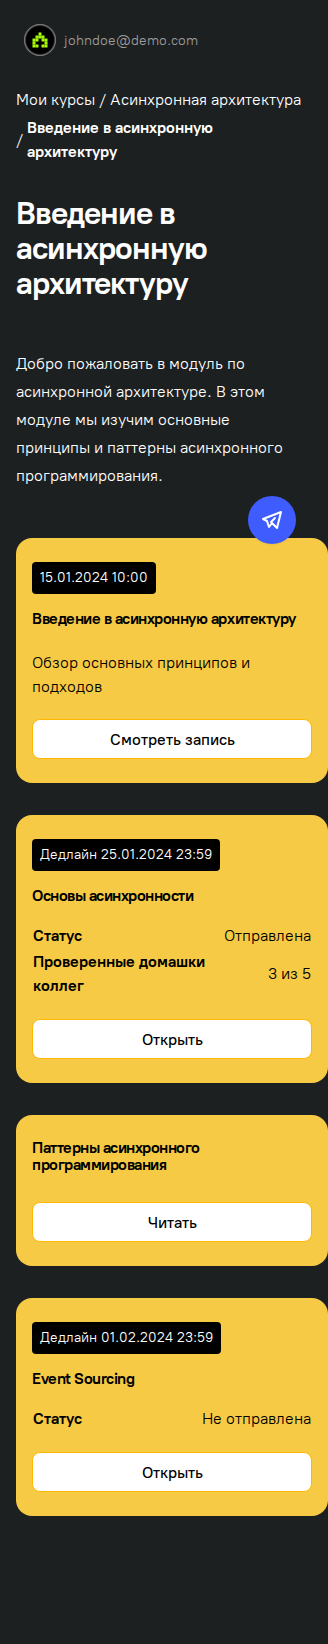 johndoe@demo.com
Мои курсы / Асинхронная архитектура
/ Введение в асинхронную
архитектуру
Введение в
асинхронную
архитектуру
Добро пожаловать в модуль по
асинхронной архитектуре. В этом
модуле мы изучим основные
принципы и паттерны асинхронного
программирования.
15.01.2024 10:00
Введение в асинхронную архитектуру
Обзор основных принципов и
подходов
Смотреть запись
Дедлайн 25.01.2024 23:59
Основы асинхронности
Статус Отправлена
Проверенные домашки
коллег 3 из 5
Открыть
Паттерны асинхронного
программирования
Читать
Дедлайн 01.02.2024 23:59
Event Sourcing
Статус Не отправлена
Открыть